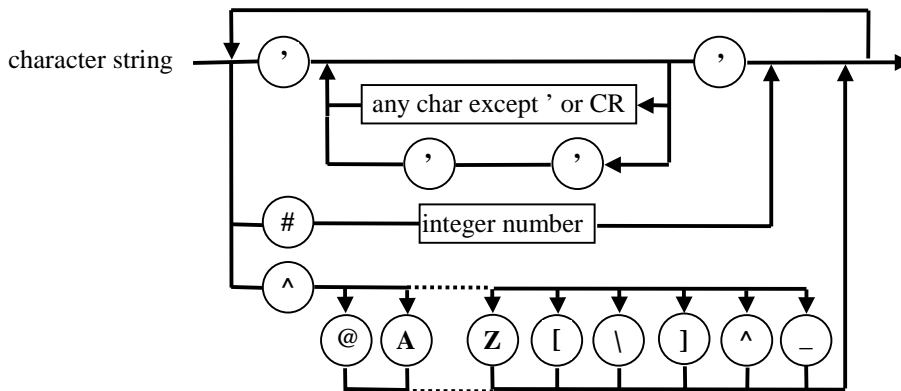 character string
’ ’
any char except ’ or CR
’ ’
# integer number
^
@ A Z [ \ ] ^ _